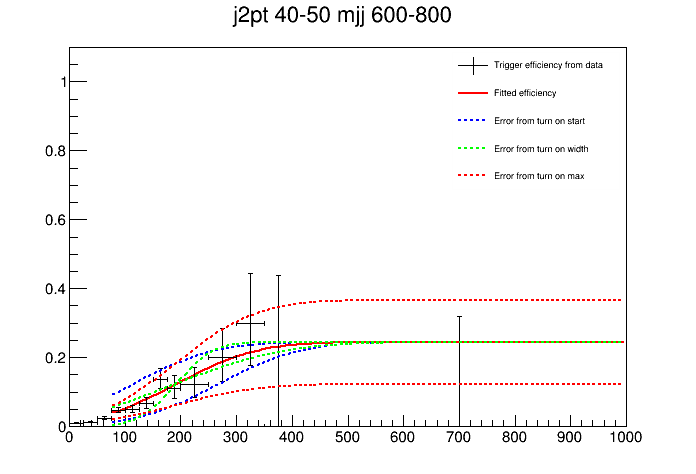 j2pt 40-50 mjj 600-800
Trigger efficiency from data
Fitted efficiency
Error from turn on start
Error from turn on width
Error from turn on max
1
0.8
0.6
0.4
0.2
0
0 100 200 300 400 500 600 700 800 900 1000